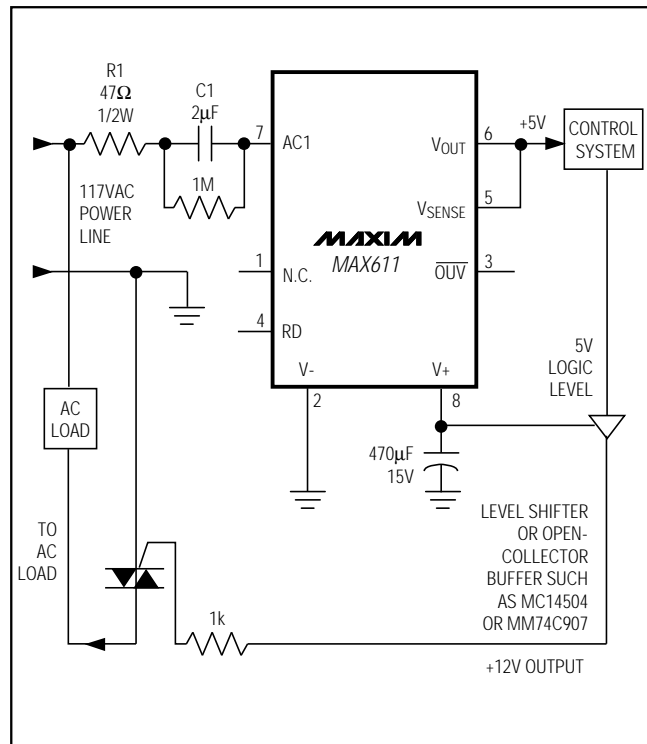 R1
47Ω
1/2W
C1
2µF
7
AC1
1M
117VAC
POWER
LINE
VOUT
6
+5V
CONTROL
SYSTEM
VSENSE
5
MAXIM
MAX611
1
N.C.
OUV
3
4
RD
V-
2
V+
8
5V
LOGIC
LEVEL
AC
LOAD
470µF
15V
TO
AC
LOAD
LEVEL SHIFTER
OR OPEN-
COLLECTOR
BUFFER SUCH
AS MC14504
OR MM74C907
1k
+12V OUTPUT